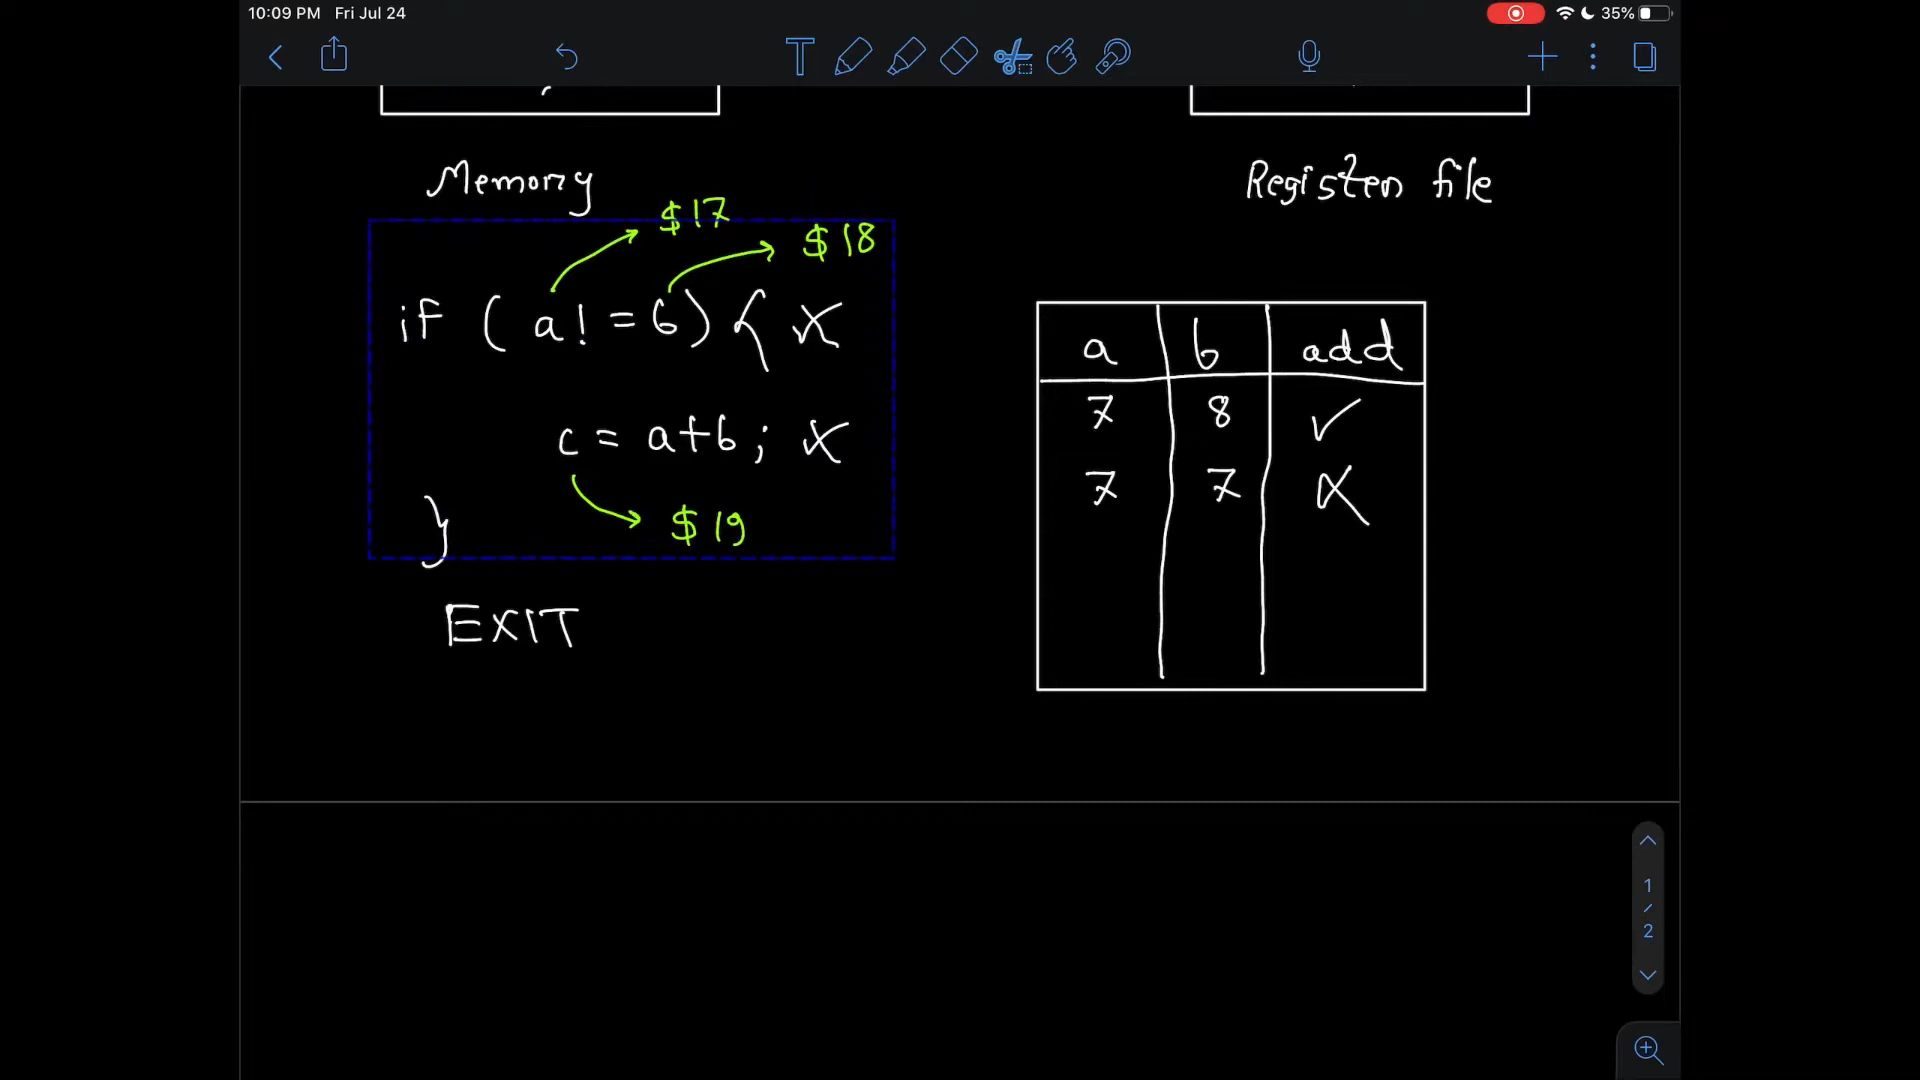 10:09 PM Fri Jul 24
35%
Memory
Register file
$17
$18
if ( a! = b ) {
c = a+b ;
$19
}
EXIT
a b add
7 8 ✓
7 7 X
1
/
2